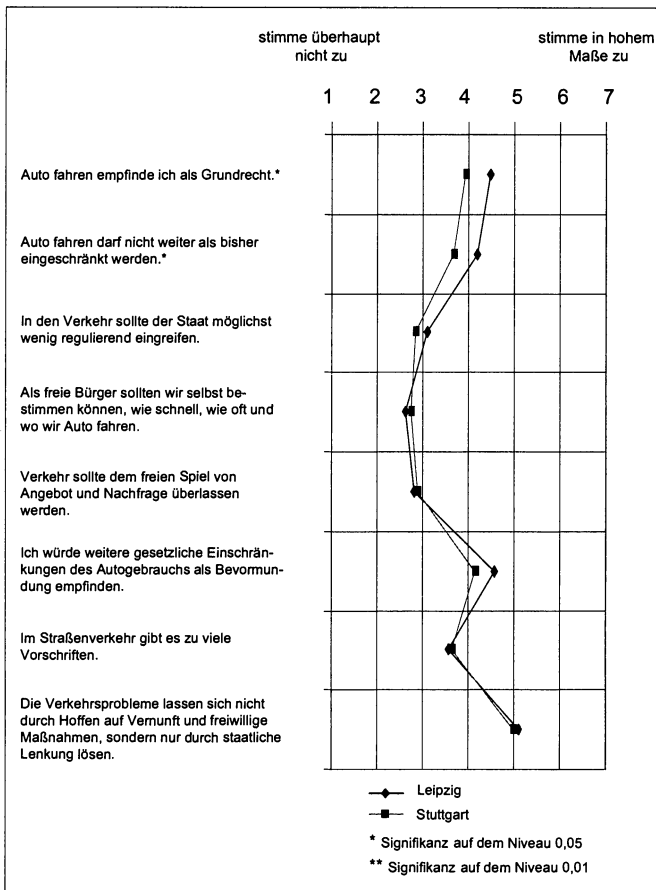 stimme überhaupt
nicht zu
stimme in hohem
Maße zu
1 2 3 4 5 6 7
Auto fahren empfinde ich als Grundrecht.*
Auto fahren darf nicht weiter als bisher
eingeschränkt werden.*
In den Verkehr sollte der Staat möglichst
wenig regulierend eingreifen.
Als freie Bürger sollten wir selbst be-
stimmen können, wie schnell, wie oft und
wo wir Auto fahren.
Verkehr sollte dem freien Spiel von
Angebot und Nachfrage überlassen
werden.
Ich würde weitere gesetzliche Einschrän-
kungen des Autogebrauchs als Bevormun-
dung empfinden.
Im Straßenverkehr gibt es zu viele
Vorschriften.
Die Verkehrsprobleme lassen sich nicht
durch Hoffen auf Vernunft und freiwillige
Maßnahmen, sondern nur durch staatliche
Lenkung lösen.
Leipzig
Stuttgart
* Signifikanz auf dem Niveau 0,05
** Signifikanz auf dem Niveau 0,01